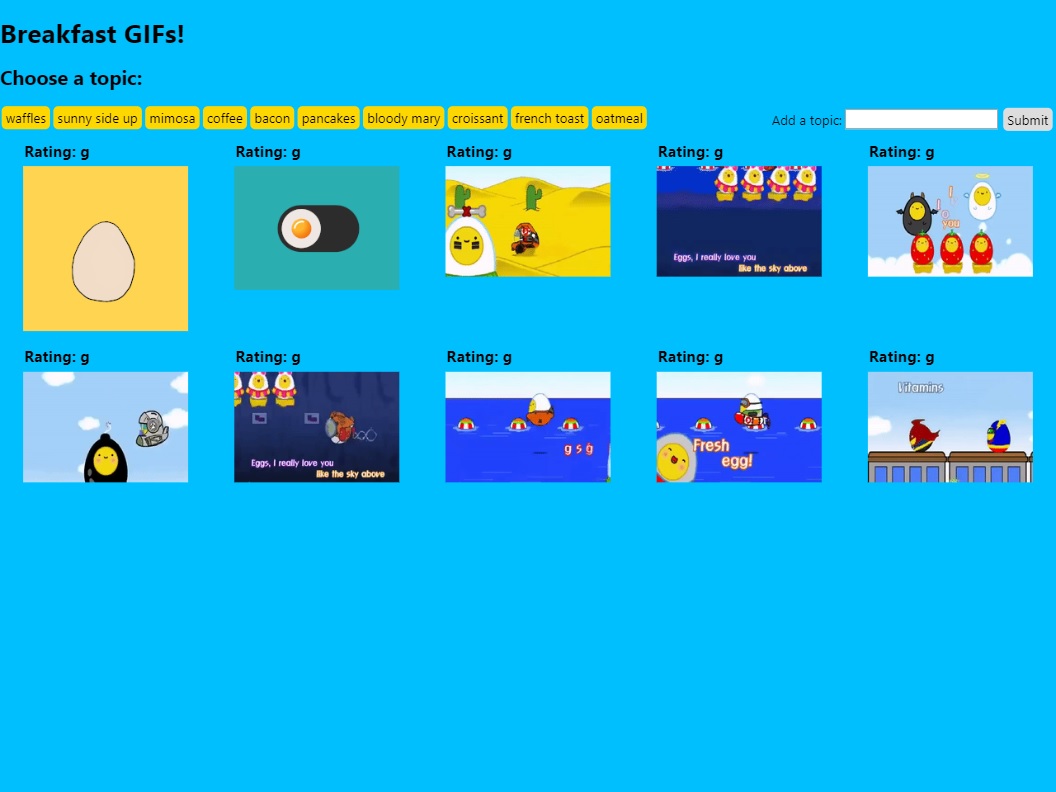 Breakfast GIFs!
Choose a topic:
waffles sunny side up mimosa coffee bacon pancakes bloody mary croissant french toast oatmeal Add a topic: Submit
Rating: g Rating: g Rating: g Rating: g Rating: g
I
you
Eggs, I really love you
like the sky above
Rating: g Rating: g Rating: g Rating: g Rating: g
Vitamins
Eggs, I really love you
like the sky above
g s g
Fresh
egg!